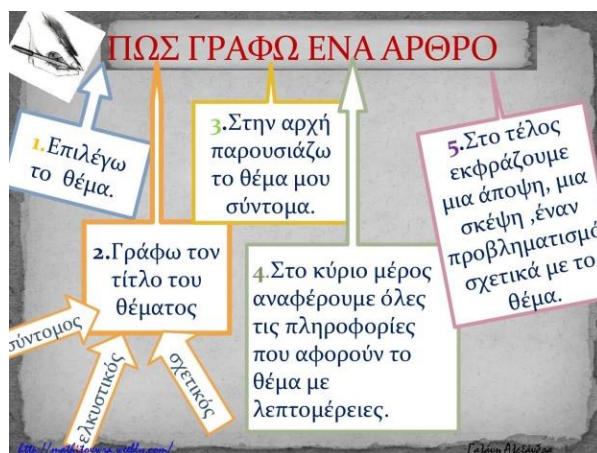 ΠΩΣ ΓΡΑΦΩ ΕΝΑ ΑΡΘΡΟ
1.Επιλέγω
το θέμα.
2.Γράφω τον
τίτλο του
θέματος
σύντομος
ελκυστικός
σχετικός
3.Στην αρχή
παρουσιάζω
το θέμα μου
σύντομα.
4.Στο κύριο μέρος
αναφέρουμε όλες
τις πληροφορίες
που αφορούν το
θέμα με
λεπτομέρειες.
5.Στο τέλος
εκφράζουμε
μια άποψη, μια
σκέψη ,έναν
προβληματισμό
σχετικά με το
θέμα.
Γαλάνη Αλεξάνδρα